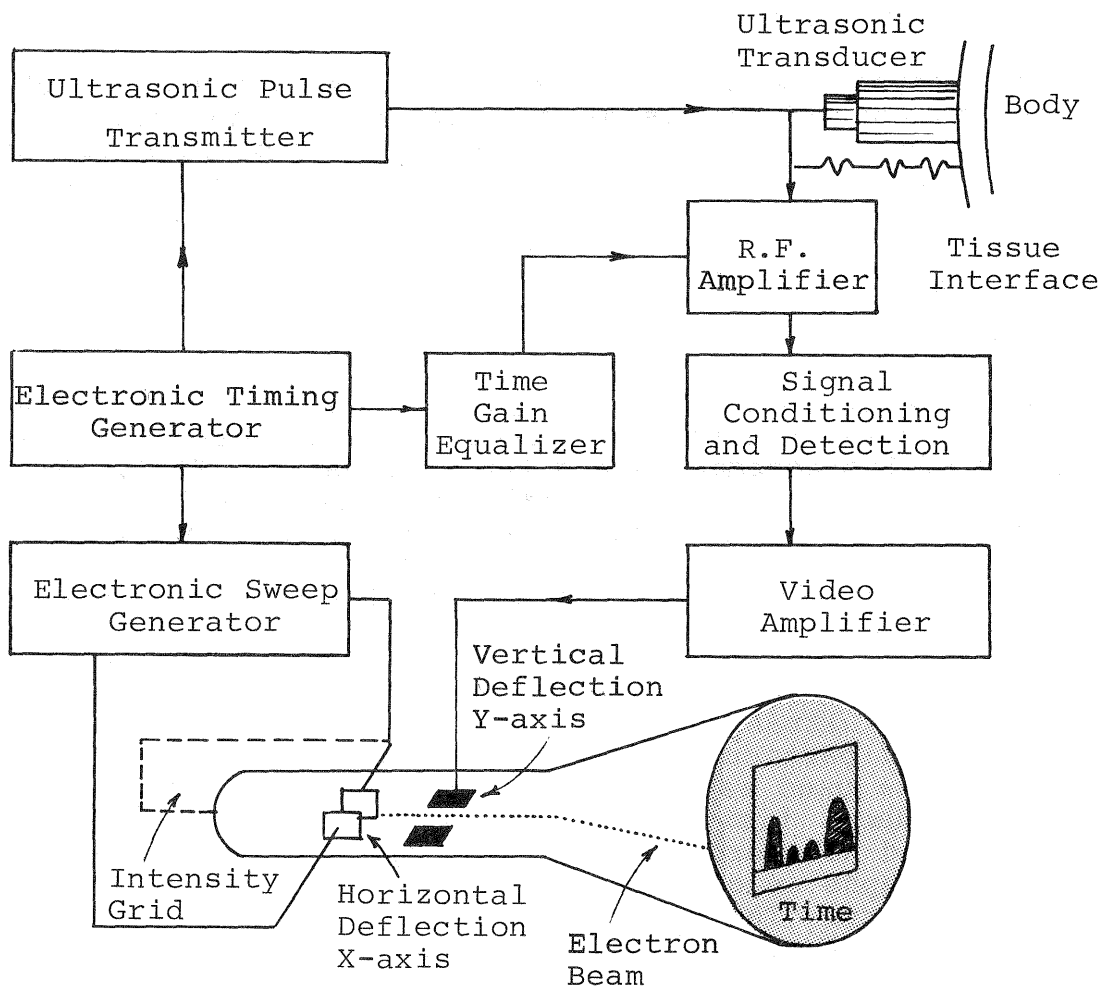 Ultrasonic
Transducer
Ultrasonic Pulse
Transmitter
Body
R.F.
Amplifier
Tissue
Interface
Electronic Timing
Generator
Time
Gain
Equalizer
Signal
Conditioning
and Detection
Electronic Sweep
Generator
Video
Amplifier
Vertical
Deflection
Y-axis
Intensity
Grid
Horizontal
Deflection
X-axis
Electron
Beam
Time